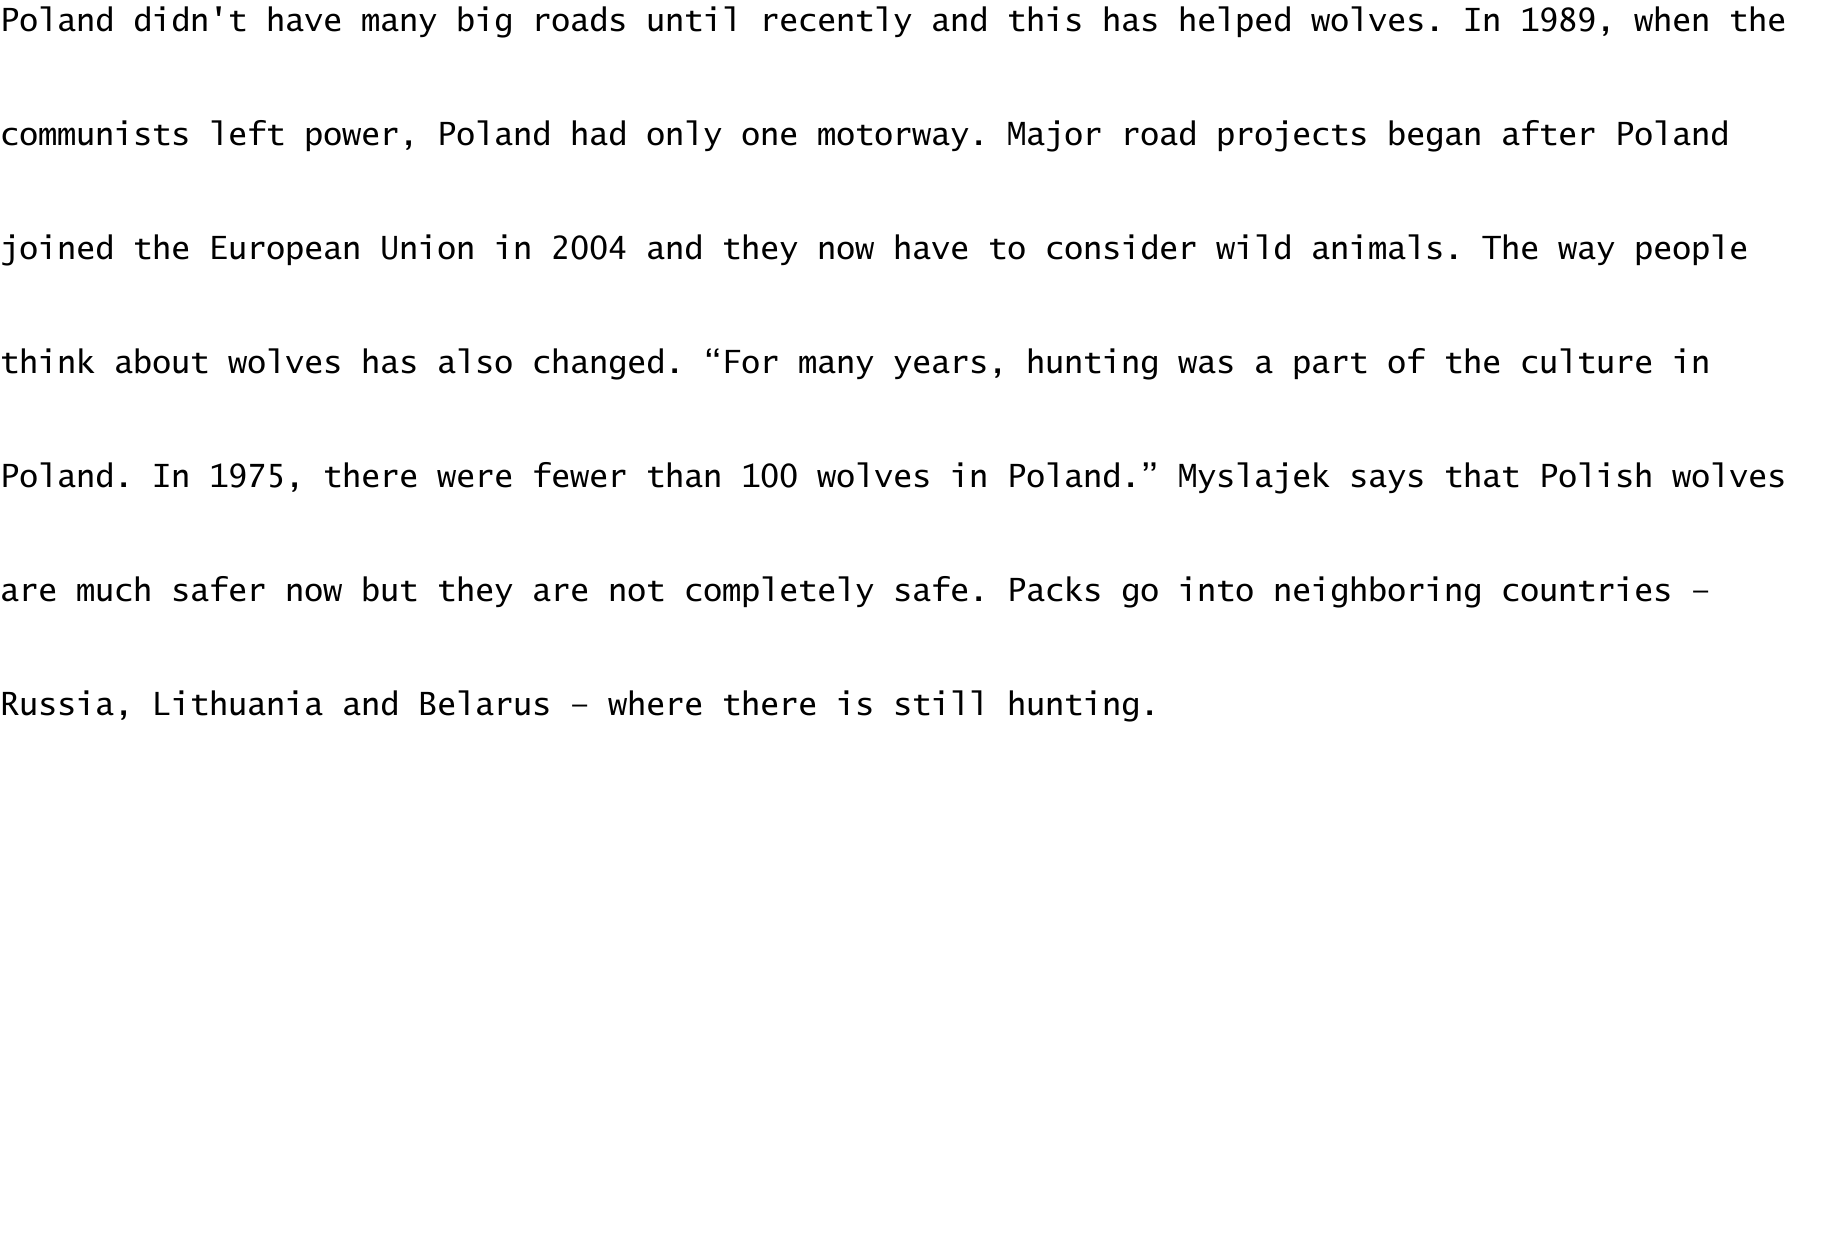 Poland didn't have many big roads until recently and this has helped wolves. In 1989, when the
communists left power, Poland had only one motorway. Major road projects began after Poland
joined the European Union in 2004 and they now have to consider wild animals. The way people
think about wolves has also changed. “For many years, hunting was a part of the culture in
Poland. In 1975, there were fewer than 100 wolves in Poland.” Myslajek says that Polish wolves
are much safer now but they are not completely safe. Packs go into neighboring countries –
Russia, Lithuania and Belarus – where there is still hunting.